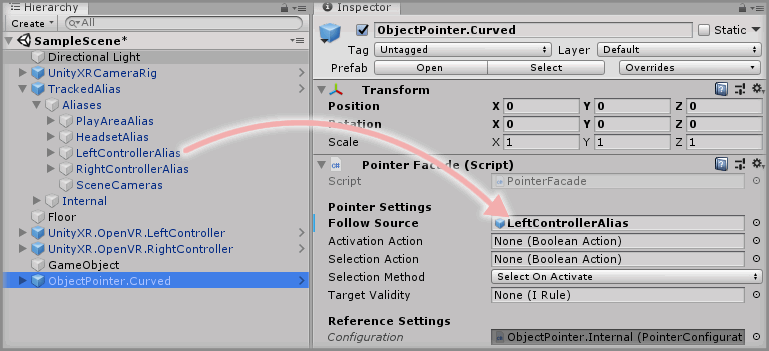 Hierarchy
Create
All
SampleScene*
Directional Light
UnityXRCameraRig
TrackedAlias
Aliases
PlayAreaAlias
HeadsetAlias
LeftControllerAlias
RightControllerAlias
SceneCameras
Internal
Floor
UnityXR.OpenVR.LeftController
UnityXR.OpenVR.RightController
GameObject
ObjectPointer.Curved
Inspector
ObjectPointer.Curved Static
Tag Untagged Layer Default
Prefab Open Select Overrides
Transform
Position X 0 Y 0 Z 0
Rotation X 0 Y 0 Z 0
Scale X 1 Y 1 Z 1
Pointer Facade (Script)
Script PointerFacade
Pointer Settings
Follow Source LeftControllerAlias
Activation Action None (Boolean Action)
Selection Action None (Boolean Action)
Selection Method Select On Activate
Target Validity None (I Rule)
Reference Settings
Configuration ObjectPointer.Internal (PointerConfigurat